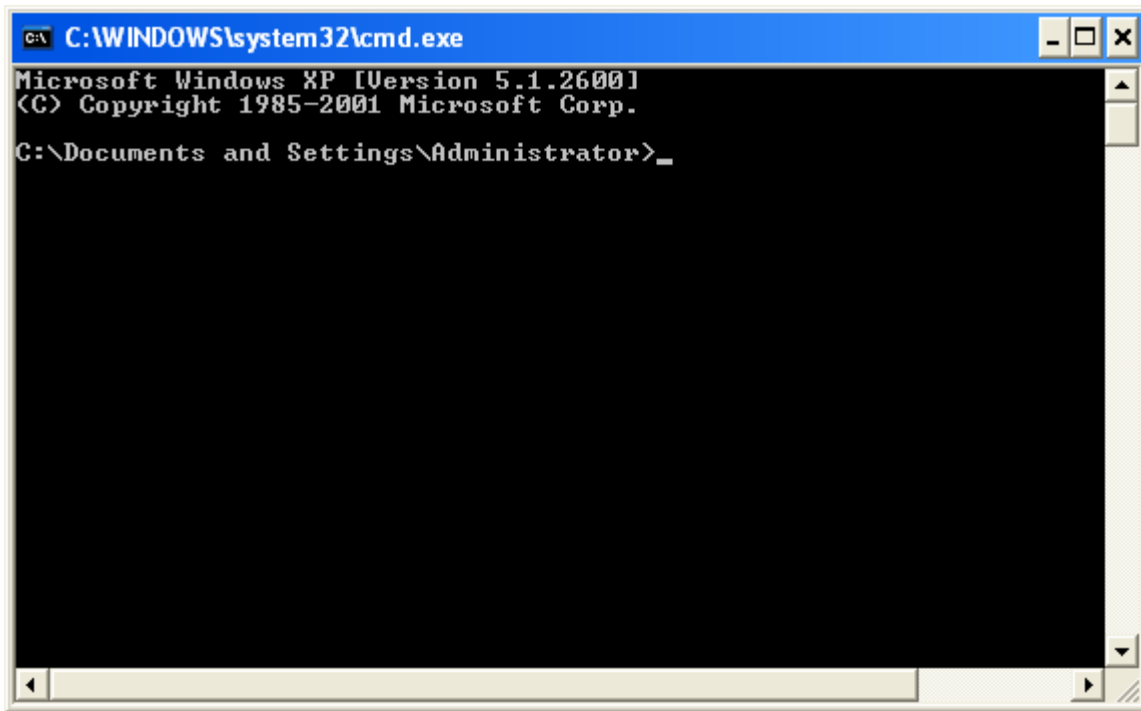 C:\WINDOWS\system32\cmd.exe
Microsoft Windows XP [Version 5.1.2600]
(C) Copyright 1985-2001 Microsoft Corp.
C:\Documents and Settings\Administrator>_